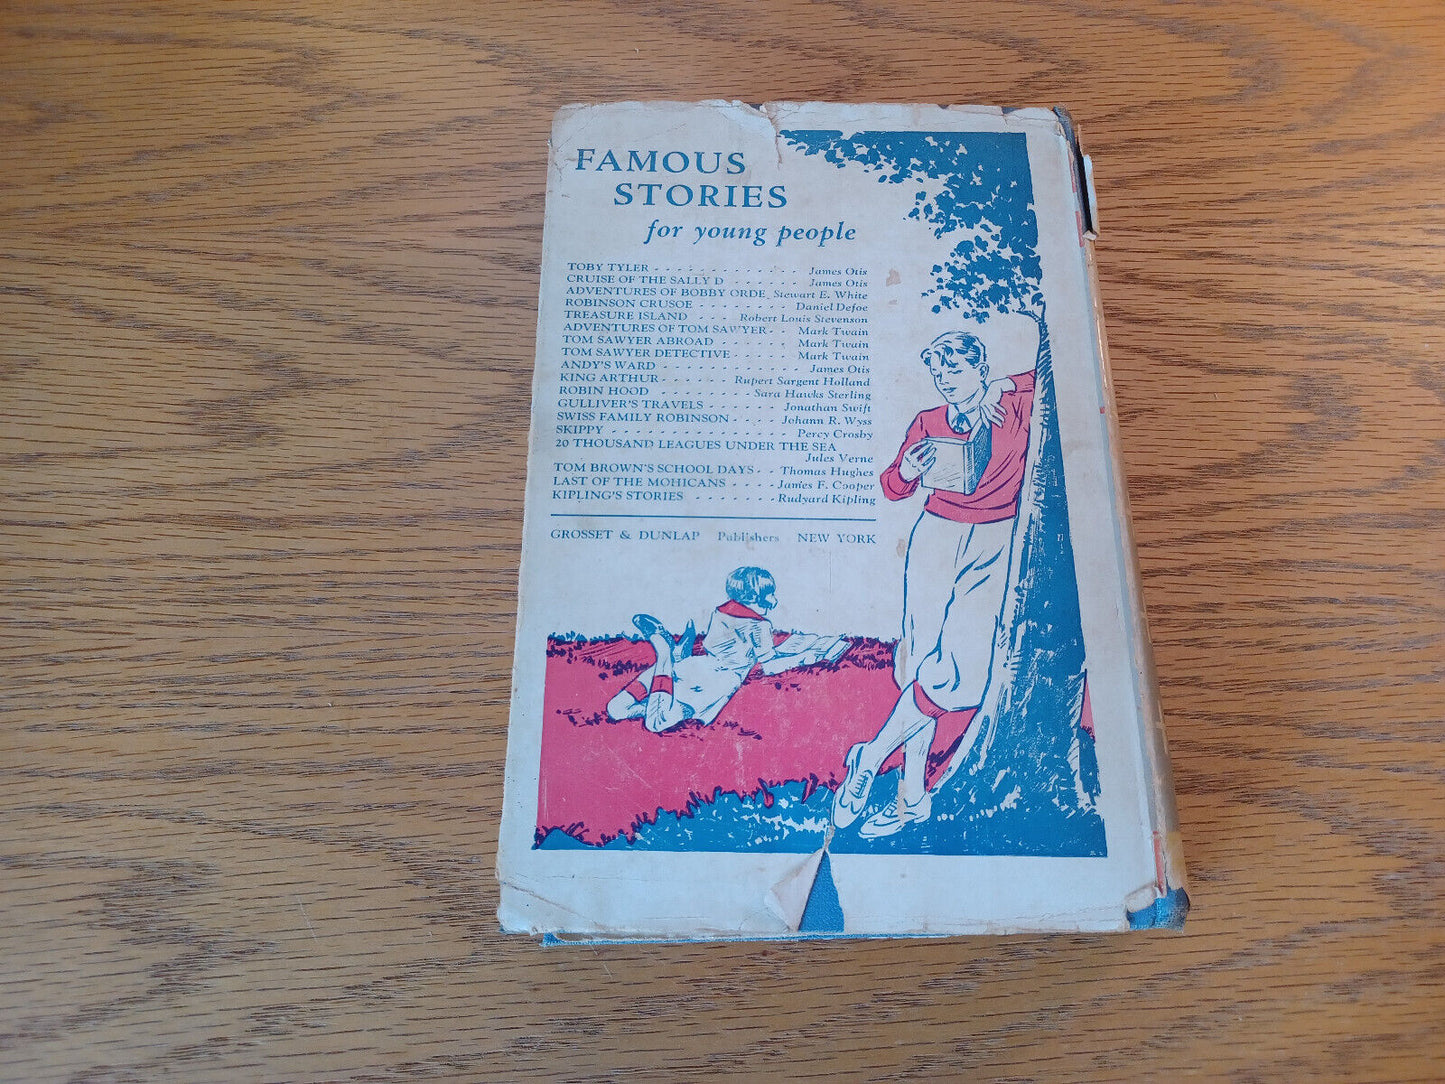 FAMOUS
STORIES
for young people
TOBY TYLER - - - - - - - - - - - - - James Otis
CRUISE OF THE SALLY D - - - - - - James Otis
ADVENTURES OF BOBBY ORDE Stewart E. White
ROBINSON CRUSOE - - - - - - - - - Daniel Defoe
TREASURE ISLAND - - - Robert Louis Stevenson
ADVENTURES OF TOM SAWYER - - Mark Twain
TOM SAWYER ABROAD - - - - - - - Mark Twain
TOM SAWYER DETECTIVE - - - - - Mark Twain
ANDY'S WARD - - - - - - - - - - - - James Otis
KING ARTHUR - - - - - - Rupert Sargent Holland
ROBIN HOOD - - - - - - - - Sara Hawks Sterling
GULLIVER'S TRAVELS - - - - - - Jonathan Swift
SWISS FAMILY ROBINSON - - - - Johann R. Wyss
SKIPPY - - - - - - - - - - - - - - Percy Crosby
20 THOUSAND LEAGUES UNDER THE SEA
Jules Verne
TOM BROWN'S SCHOOL DAYS - - Thomas Hughes
LAST OF THE MOHICANS - - - - James F. Cooper
KIPLING'S STORIES - - - - - - - Rudyard Kipling
GROSSET & DUNLAP Publishers NEW YORK